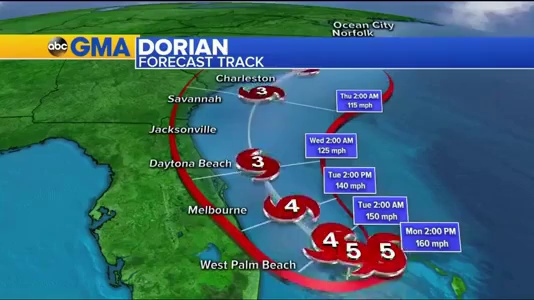 Ocean City
Norfolk
abc GMA DORIAN
FORECAST TRACK
Charleston
3
Savannah
Thu 2:00 AM
115 mph
Jacksonville
Wed 2:00 AM
125 mph
Daytona Beach
3
Tue 2:00 PM
140 mph
Melbourne
4
Tue 2:00 AM
150 mph
Mon 2:00 PM
160 mph
4
5
5
West Palm Beach